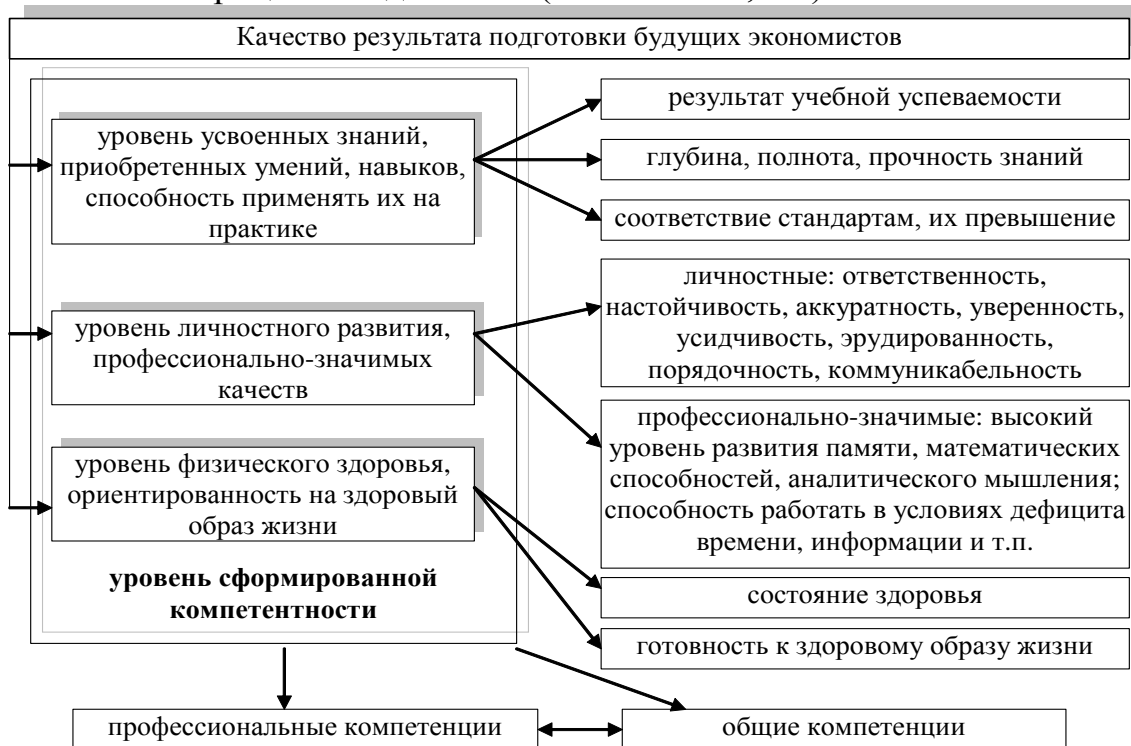 Качество результата подготовки будущих экономистов
уровень усвоенных знаний,
приобретенных умений, навыков,
способность применять их на
практике
результат учебной успеваемости
глубина, полнота, прочность знаний
соответствие стандартам, их превышение
уровень личностного развития,
профессионально-значимых
качеств
личностные: ответственность,
настойчивость, аккуратность, уверенность,
усидчивость, эрудированность,
порядочность, коммуникабельность
профессионально-значимые: высокий
уровень развития памяти, математических
способностей, аналитического мышления;
способность работать в условиях дефицита
времени, информации и т.п.
уровень физического здоровья,
ориентированность на здоровый
образ жизни
состояние здоровья
готовность к здоровому образу жизни
уровень сформированной
компетентности
профессиональные компетенции
общие компетенции